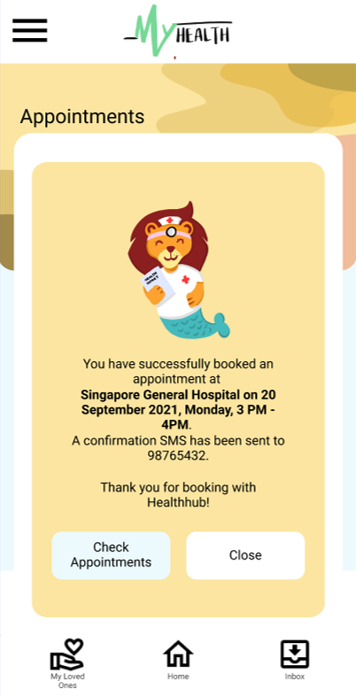 My HEALTH
Appointments
HEALTH
You have successfully booked an
appointment at
Singapore General Hospital on 20
September 2021, Monday, 3 PM -
4PM.
A confirmation SMS has been sent to
98765432.
Thank you for booking with
Healthhub!
Check
Appointments
Close
My Loved
Ones
Home
Inbox